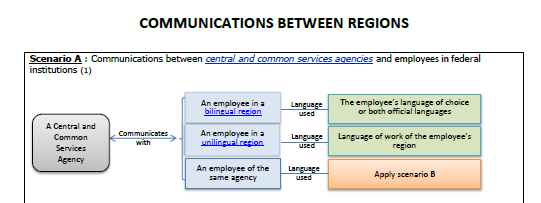 COMMUNICATIONS BETWEEN REGIONS
Scenario A : Communications between central and common services agencies and employees in federal
institutions (1)
A Central and
Common
Services
Agency
Communicates
with
An employee in a
bilingual region
Language
used
The employee's language of choice
or both official languages
An employee in a
unilingual region
Language
used
Language of work of the employee's
region
An employee of the
same agency
Language
used
Apply scenario B